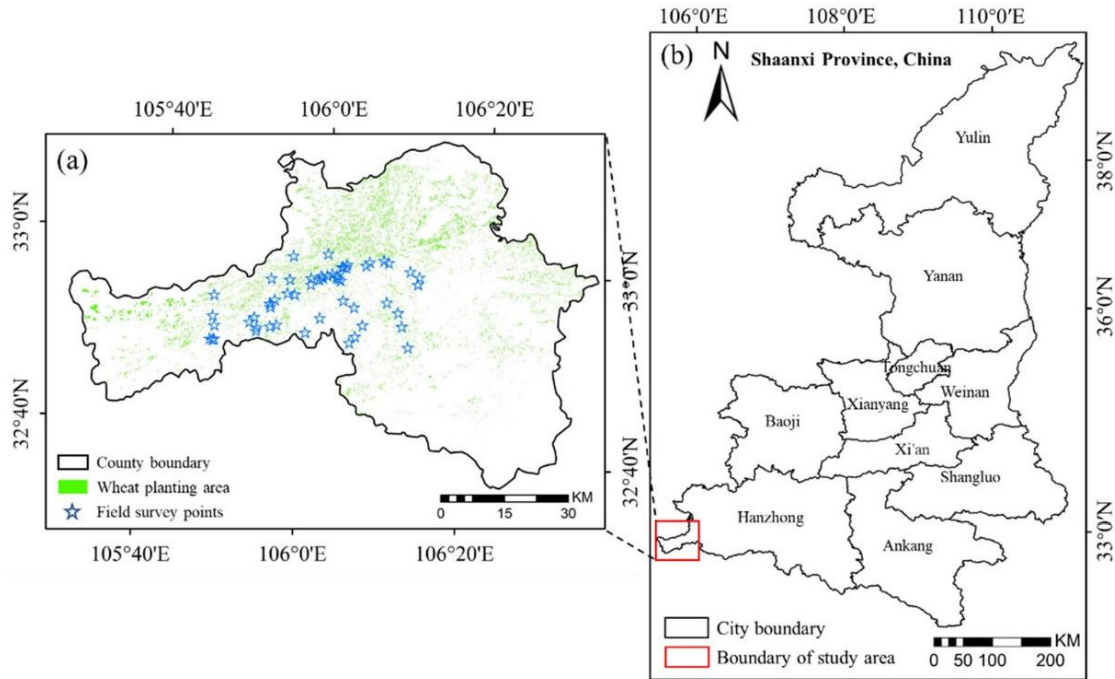 (a)
105°40'E 106°0'E 106°20'E
33°0'N
32°40'N
33°0'N
32°40'N
County boundary
Wheat planting area
Field survey points
0 15 30 KM
105°40'E 106°0'E 106°20'E
106°0'E 108°0'E 110°0'E
(b)
N
Shaanxi Province, China
Yulin
38°0'N
Yanan
36°0'N
Tongchuan
Weinan
Xianyang
Baoji
Xi'an
Shangluo
Hanzhong
33°0'N
Ankang
City boundary
Boundary of study area
0 50 100 200 KM